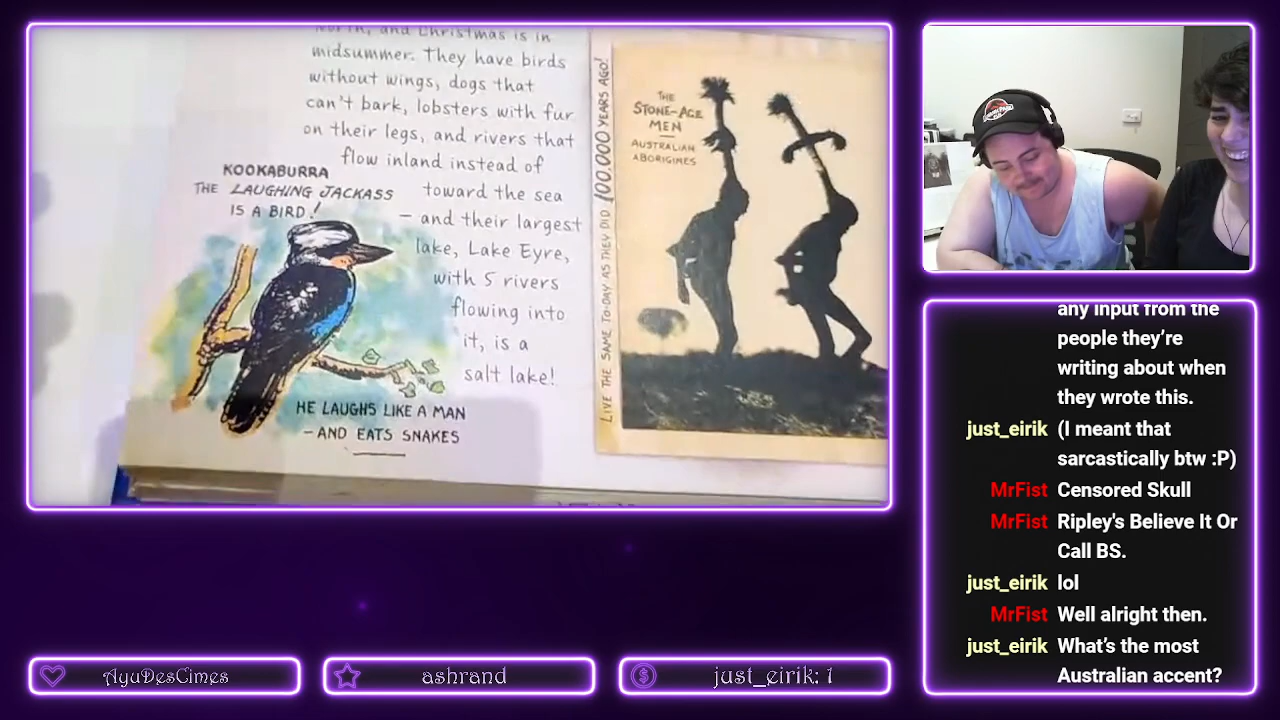 North, and Christmas is in
midsummer. They have birds
without wings, dogs that
can't bark, lobsters with fur
on their legs, and rivers that
flow inland instead of
toward the sea
– and their largest
lake, Lake Eyre,
with 5 rivers
flowing into
it, is a
salt lake!
KOOKABURRA
THE LAUGHING JACKASS
IS A BIRD!
HE LAUGHS LIKE A MAN
– AND EATS SNAKES
LIVE THE SAME TO-DAY AS THEY DID 100,000 YEARS AGO!
THE
STONE-AGE
MEN
AUSTRALIAN
ABORIGINES
any input from the
people they're
writing about when
they wrote this.
just_eirik (I meant that
sarcastically btw :P)
MrFist Censored Skull
MrFist Ripley's Believe It Or
Call BS.
just_eirik lol
MrFist Well alright then.
just_eirik What's the most
Australian accent?
AyuDesCimes
ashrand
just_eirik: 1